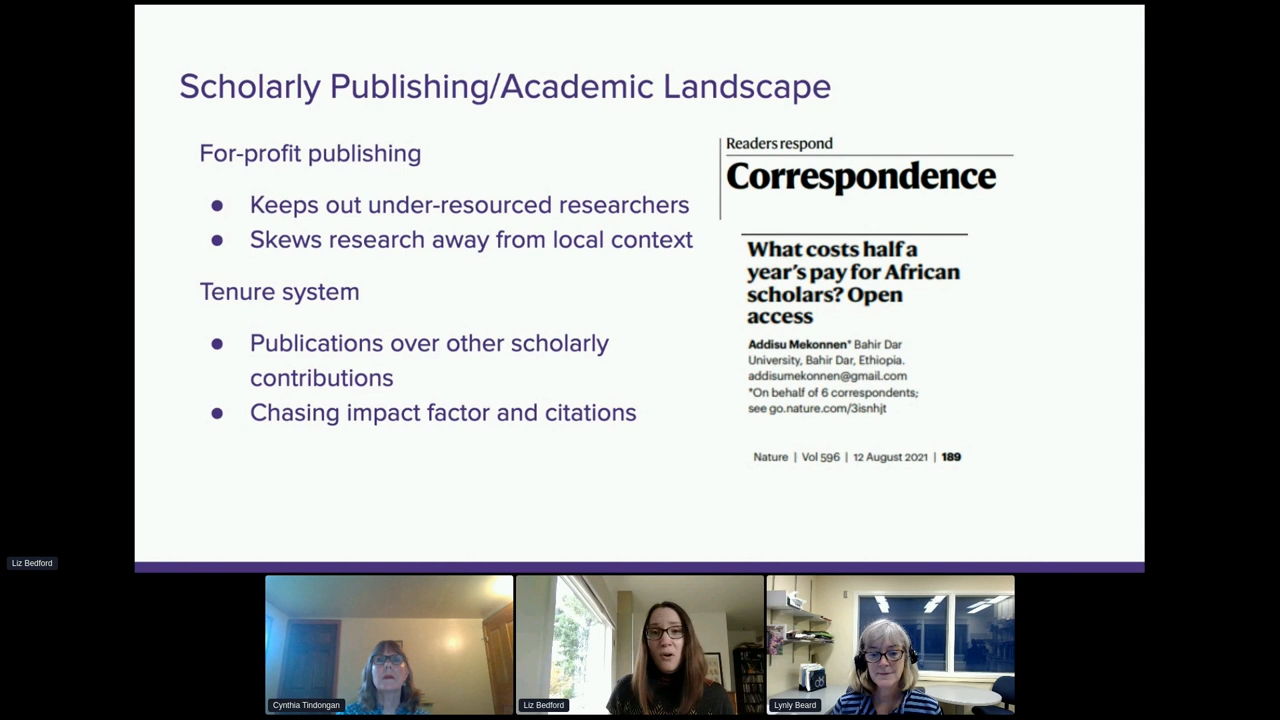 Scholarly Publishing/Academic Landscape
For-profit publishing
● Keeps out under-resourced researchers
● Skews research away from local context
Tenure system
● Publications over other scholarly
contributions
● Chasing impact factor and citations
Readers respond
Correspondence
What costs half a
year's pay for African
scholars? Open
access
Addisu Mekonnen* Bahir Dar
University, Bahir Dar, Ethiopia.
addisumekonnen@gmail.com
*On behalf of 6 correspondents;
see go.nature.com/3isnhjt
Nature | Vol 596 | 12 August 2021 | 189
Liz Bedford
Cynthia Tindongan
Liz Bedford
Lynly Beard